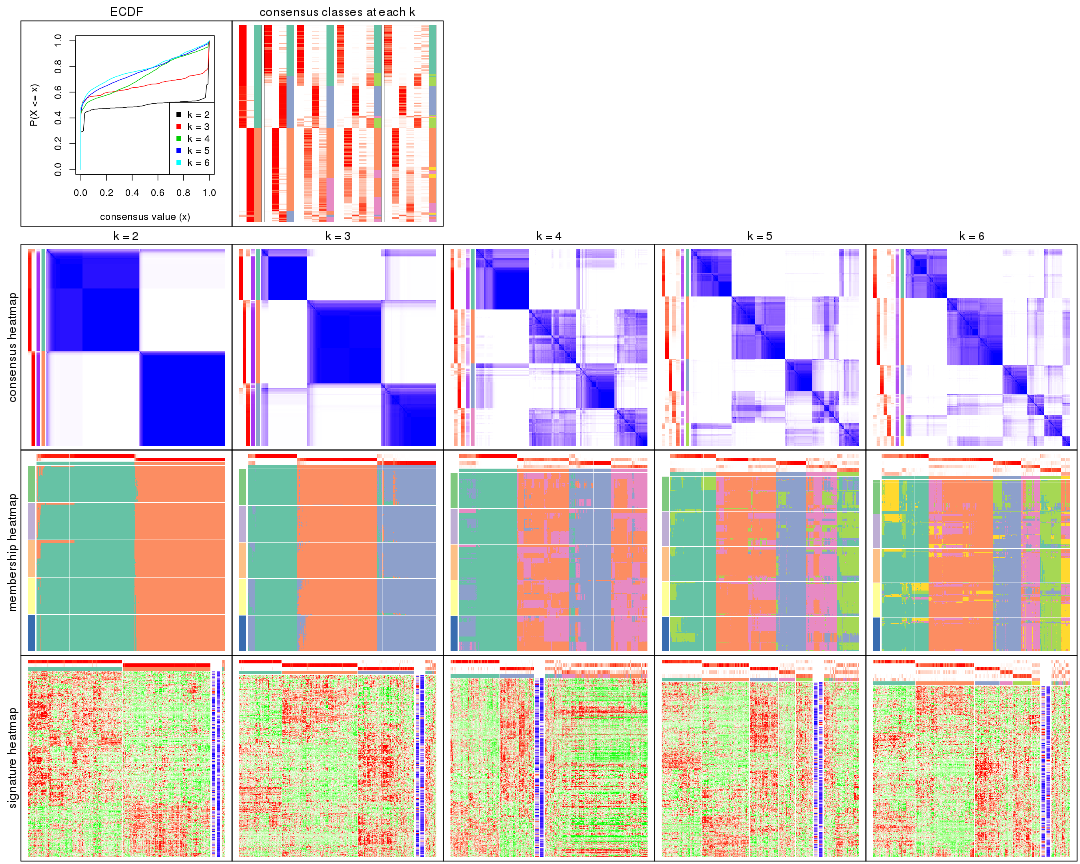 ECDF
consensus classes at each k
P(X <= x)
0.0 0.2 0.4 0.6 0.8 1.0
k = 2
k = 3
k = 4
k = 5
k = 6
0.0 0.2 0.4 0.6 0.8 1.0
consensus value (x)
k = 2 k = 3 k = 4 k = 5 k = 6
consensus heatmap
membership heatmap
signature heatmap